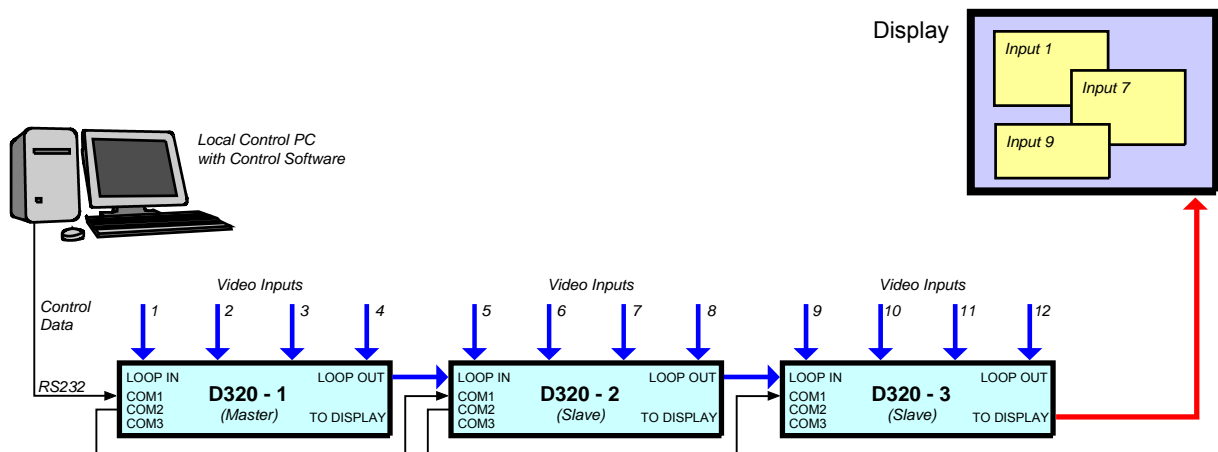 Display
Input 1
Input 7
Input 9
Local Control PC
with Control Software
Control
Data
RS232
Video Inputs
1
2
3
4
Video Inputs
5
6
7
8
Video Inputs
9
10
11
12
LOOP IN
LOOP OUT
COM1
COM2
COM3
D320 - 1
(Master)
TO DISPLAY
LOOP IN
LOOP OUT
COM1
COM2
COM3
D320 - 2
(Slave)
TO DISPLAY
LOOP IN
LOOP OUT
COM1
COM2
COM3
D320 - 3
(Slave)
TO DISPLAY